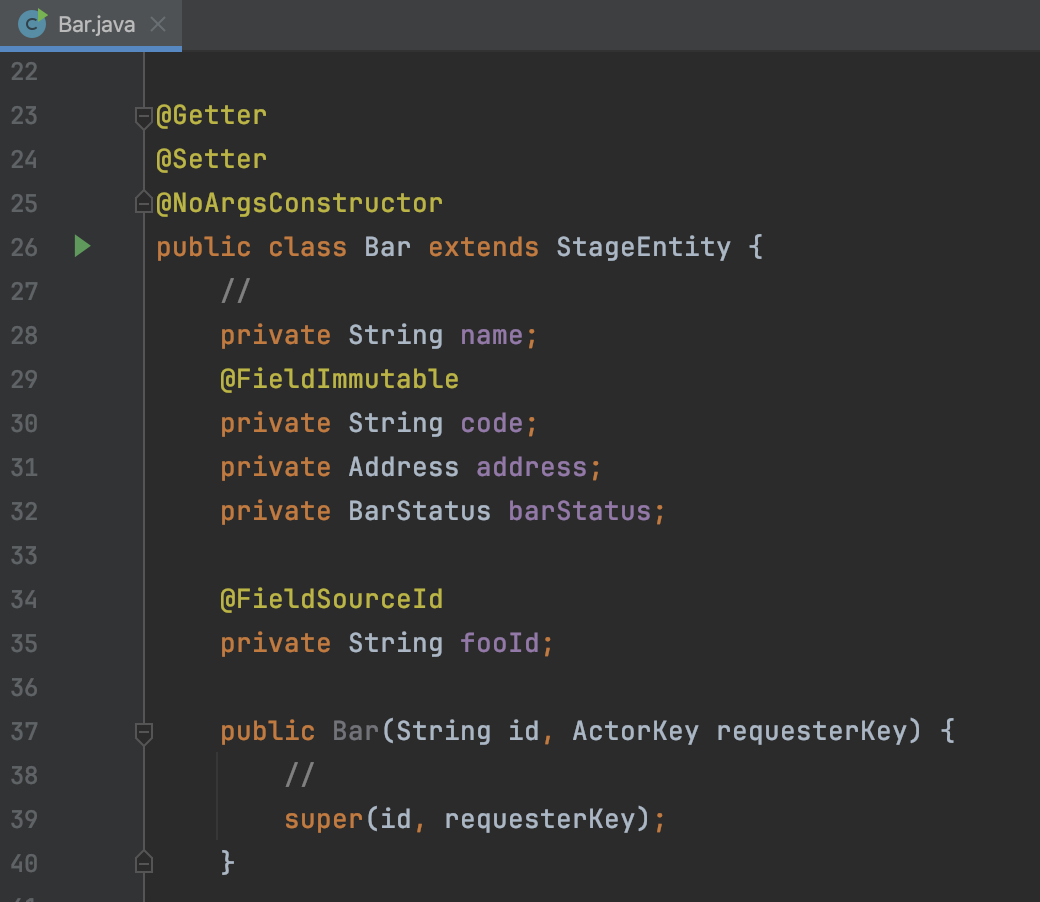 Bar.java
22
23 @Getter
24 @Setter
25 @NoArgsConstructor
26 public class Bar extends StageEntity {
27 //
28 private String name;
29 @FieldImmutable
30 private String code;
31 private Address address;
32 private BarStatus barStatus;
33
34 @FieldSourceId
35 private String fooId;
36
37 public Bar(String id, ActorKey requesterKey) {
38 //
39 super(id, requesterKey);
40 }